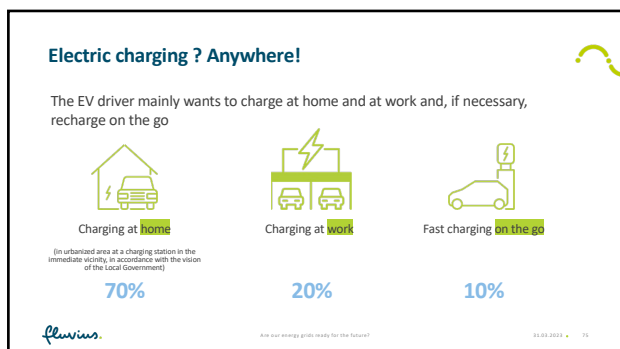 Electric charging ? Anywhere!
The EV driver mainly wants to charge at home and at work and, if necessary,
recharge on the go
Charging at home
(in urbanized area at a charging station in the
immediate vicinity, in accordance with the vision
of the Local Government)
70%
Charging at work
20%
Fast charging on the go
10%
fluvius.
Are our energy grids ready for the future?
31.03.2023
75